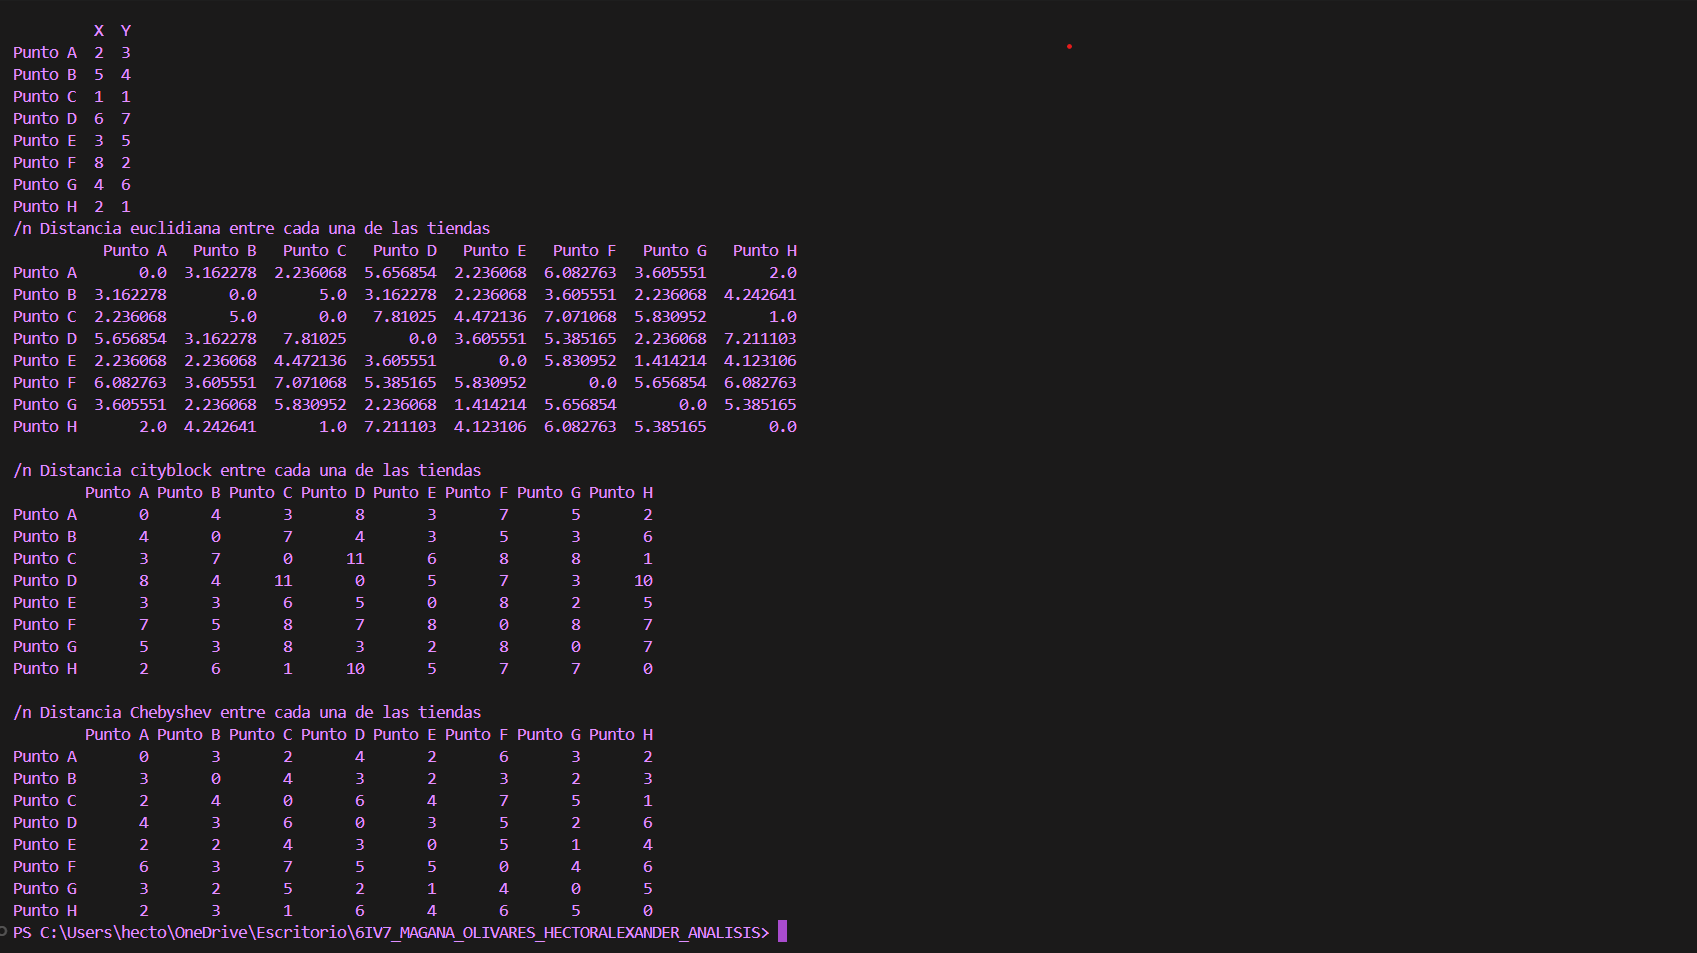 X Y
Punto A 2 3
Punto B 5 4
Punto C 1 1
Punto D 6 7
Punto E 3 5
Punto F 8 2
Punto G 4 6
Punto H 2 1
/n Distancia euclidiana entre cada una de las tiendas
Punto A Punto B Punto C Punto D Punto E Punto F Punto G Punto H
Punto A 0.0 3.162278 2.236068 5.656854 2.236068 6.082763 3.605551 2.0
Punto B 3.162278 0.0 5.0 3.162278 2.236068 3.605551 2.236068 4.242641
Punto C 2.236068 5.0 0.0 7.81025 4.472136 7.071068 5.830952 1.0
Punto D 5.656854 3.162278 7.81025 0.0 3.605551 5.385165 2.236068 7.211103
Punto E 2.236068 2.236068 4.472136 3.605551 0.0 5.830952 1.414214 4.123106
Punto F 6.082763 3.605551 7.071068 5.385165 5.830952 0.0 5.656854 6.082763
Punto G 3.605551 2.236068 5.830952 2.236068 1.414214 5.656854 0.0 5.385165
Punto H 2.0 4.242641 1.0 7.211103 4.123106 6.082763 5.385165 0.0
/n Distancia cityblock entre cada una de las tiendas
Punto A Punto B Punto C Punto D Punto E Punto F Punto G Punto H
Punto A 0 4 3 8 3 7 5 2
Punto B 4 0 7 4 3 5 3 6
Punto C 3 7 0 11 6 8 8 1
Punto D 8 4 11 0 5 7 3 10
Punto E 3 3 6 5 0 8 2 5
Punto F 7 5 8 7 8 0 8 7
Punto G 5 3 8 3 2 8 0 7
Punto H 2 6 1 10 5 7 7 0
/n Distancia Chebyshev entre cada una de las tiendas
Punto A Punto B Punto C Punto D Punto E Punto F Punto G Punto H
Punto A 0 3 2 4 2 6 3 2
Punto B 3 0 4 3 2 3 2 3
Punto C 2 4 0 6 4 7 5 1
Punto D 4 3 6 0 3 5 2 6
Punto E 2 2 4 3 0 5 1 4
Punto F 6 3 7 5 5 0 4 6
Punto G 3 2 5 2 1 4 0 5
Punto H 2 3 1 6 4 6 5 0
PS C:\Users\hecto\OneDrive\Escritorio\6IV7_MAGANA_OLIVARES_HECTORALEXANDER_ANALISIS>